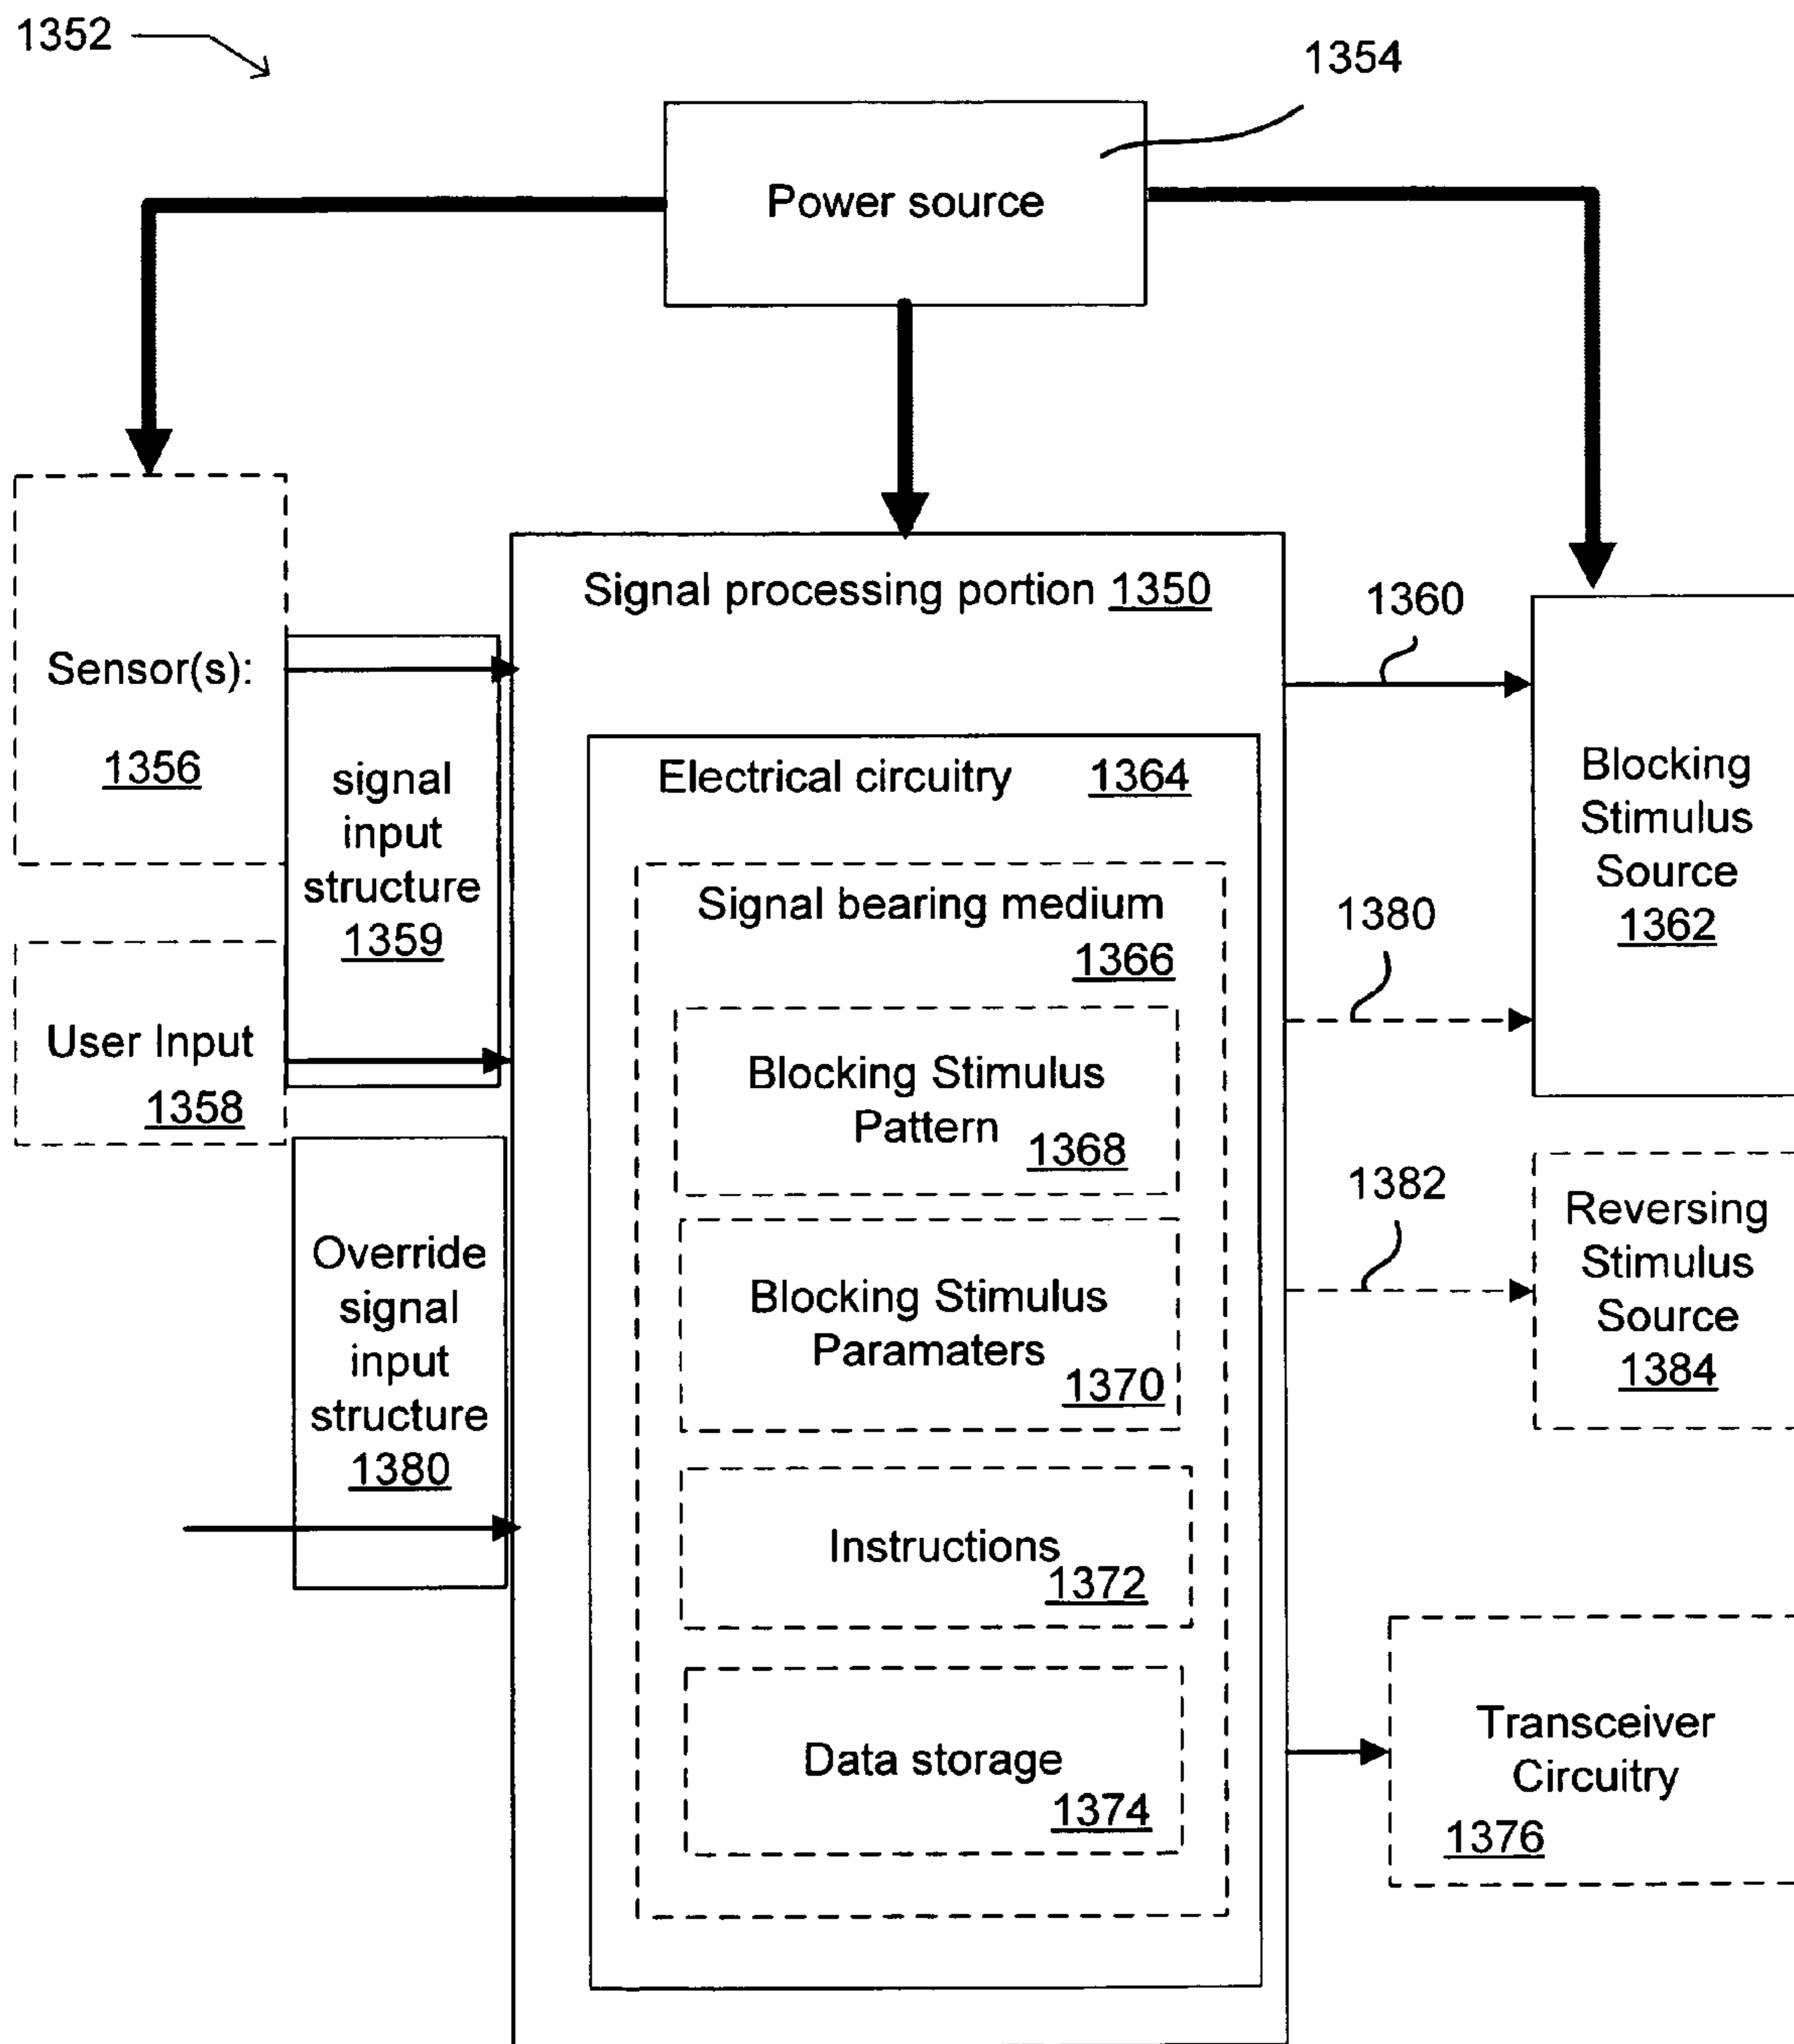 1352
1354
Power source
Signal processing portion 1350
1360
Sensor(s):
1356
signal
input
structure
1359
User Input
1358
Override
signal
input
structure
1380
Electrical circuitry 1364
Signal bearing medium
1366
Blocking Stimulus
Pattern 1368
Blocking Stimulus
Paramaters
1370
Instructions
1372
Data storage
1374
Blocking
Stimulus
Source
1362
1380
1382
Reversing
Stimulus
Source
1384
Transceiver
Circuitry
1376